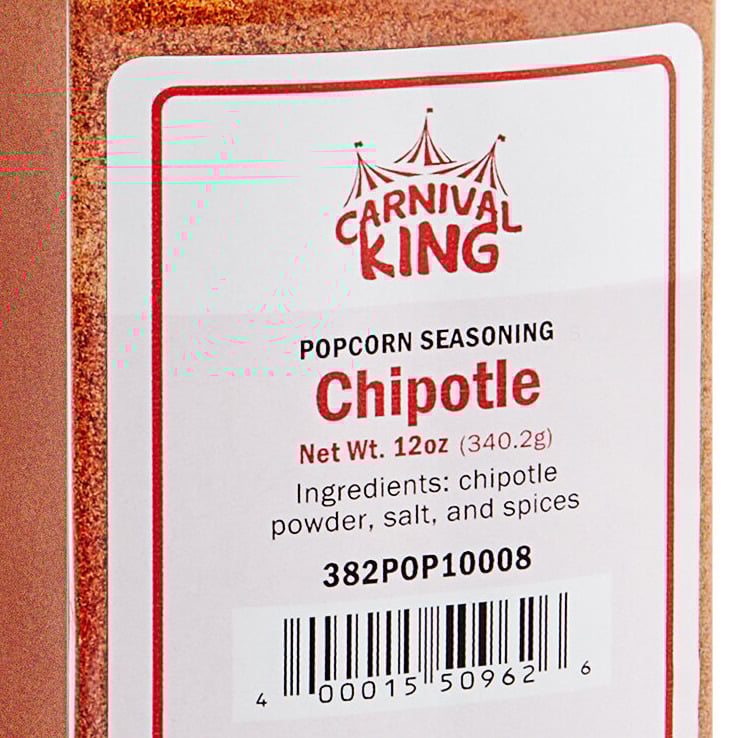 CARNIVAL
KING
POPCORN SEASONING
Chipotle
Net Wt. 12oz (340.2g)
Ingredients: chipotle
powder, salt, and spices
382POP10008
4 00015 50962 6